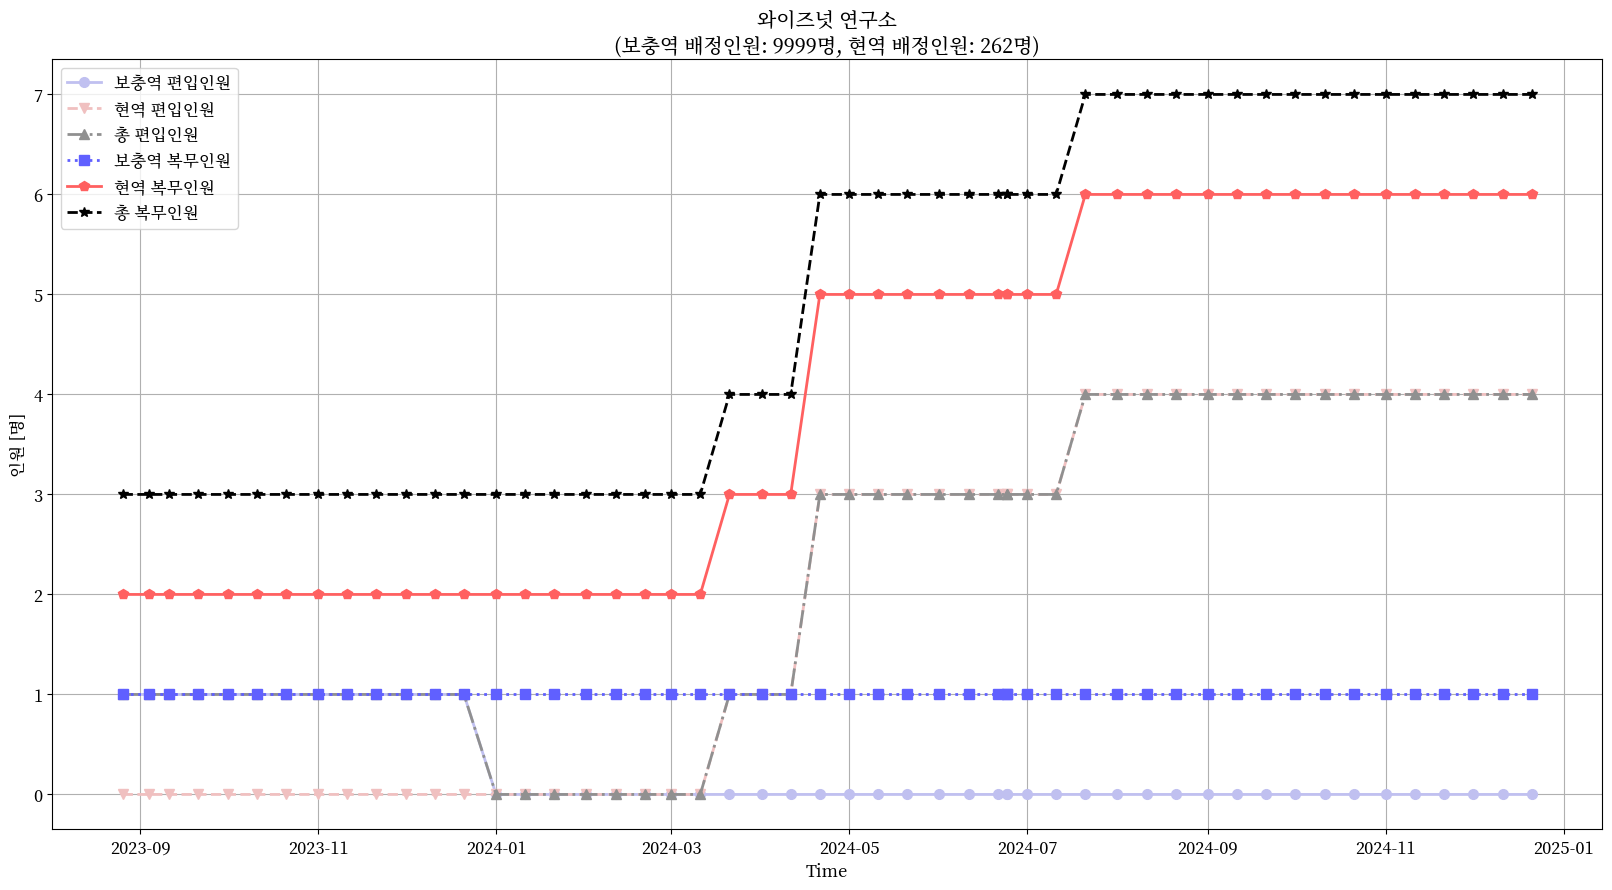 와이즈넛 연구소
(보충역 배정인원: 9999명, 현역 배정인원: 262명)
보충역 편입인원
현역 편입인원
총 편입인원
보충역 복무인원
현역 복무인원
총 복무인원
7
6
5
4
3
2
1
0
인원 [명]
2023-09
2023-11
2024-01
2024-03
2024-05
2024-07
2024-09
2024-11
2025-01
Time